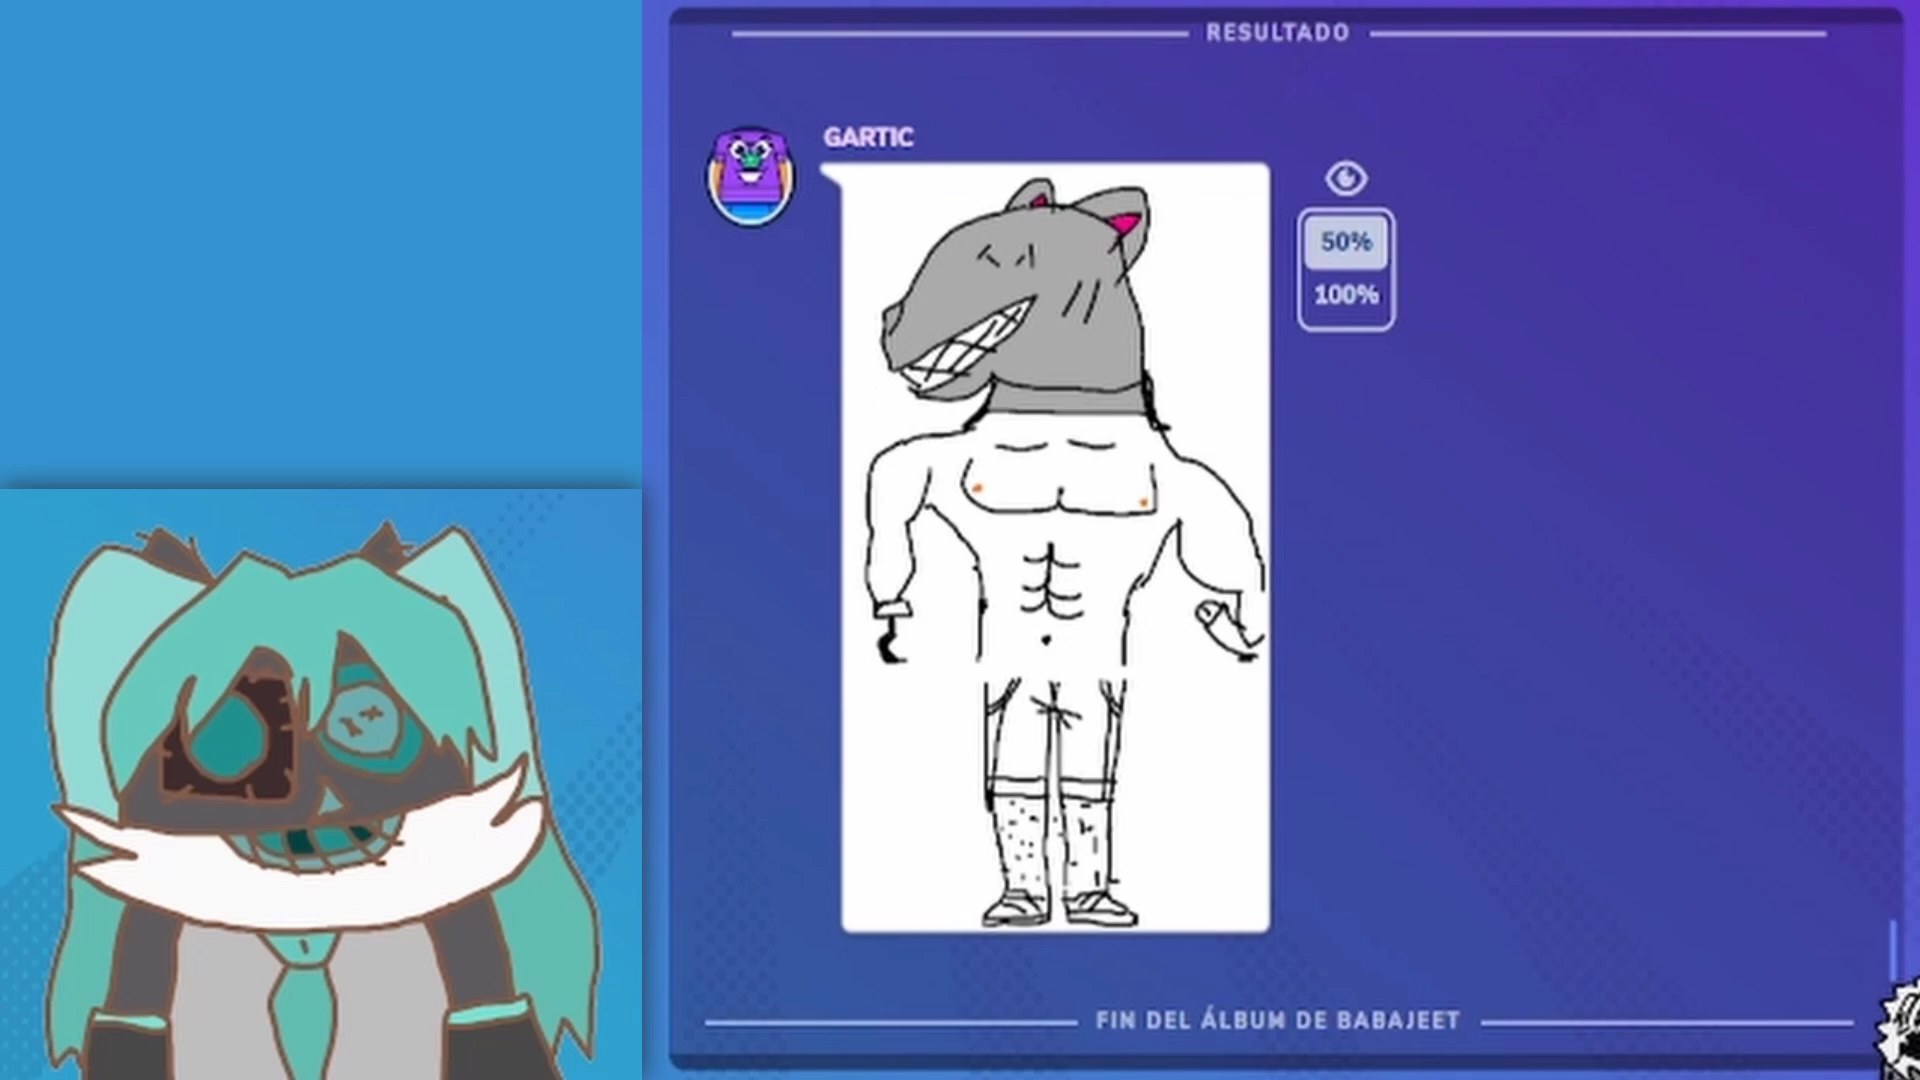 RESULTADO
GARTIC
50%
100%
FIN DEL ÁLBUM DE BABAJEET